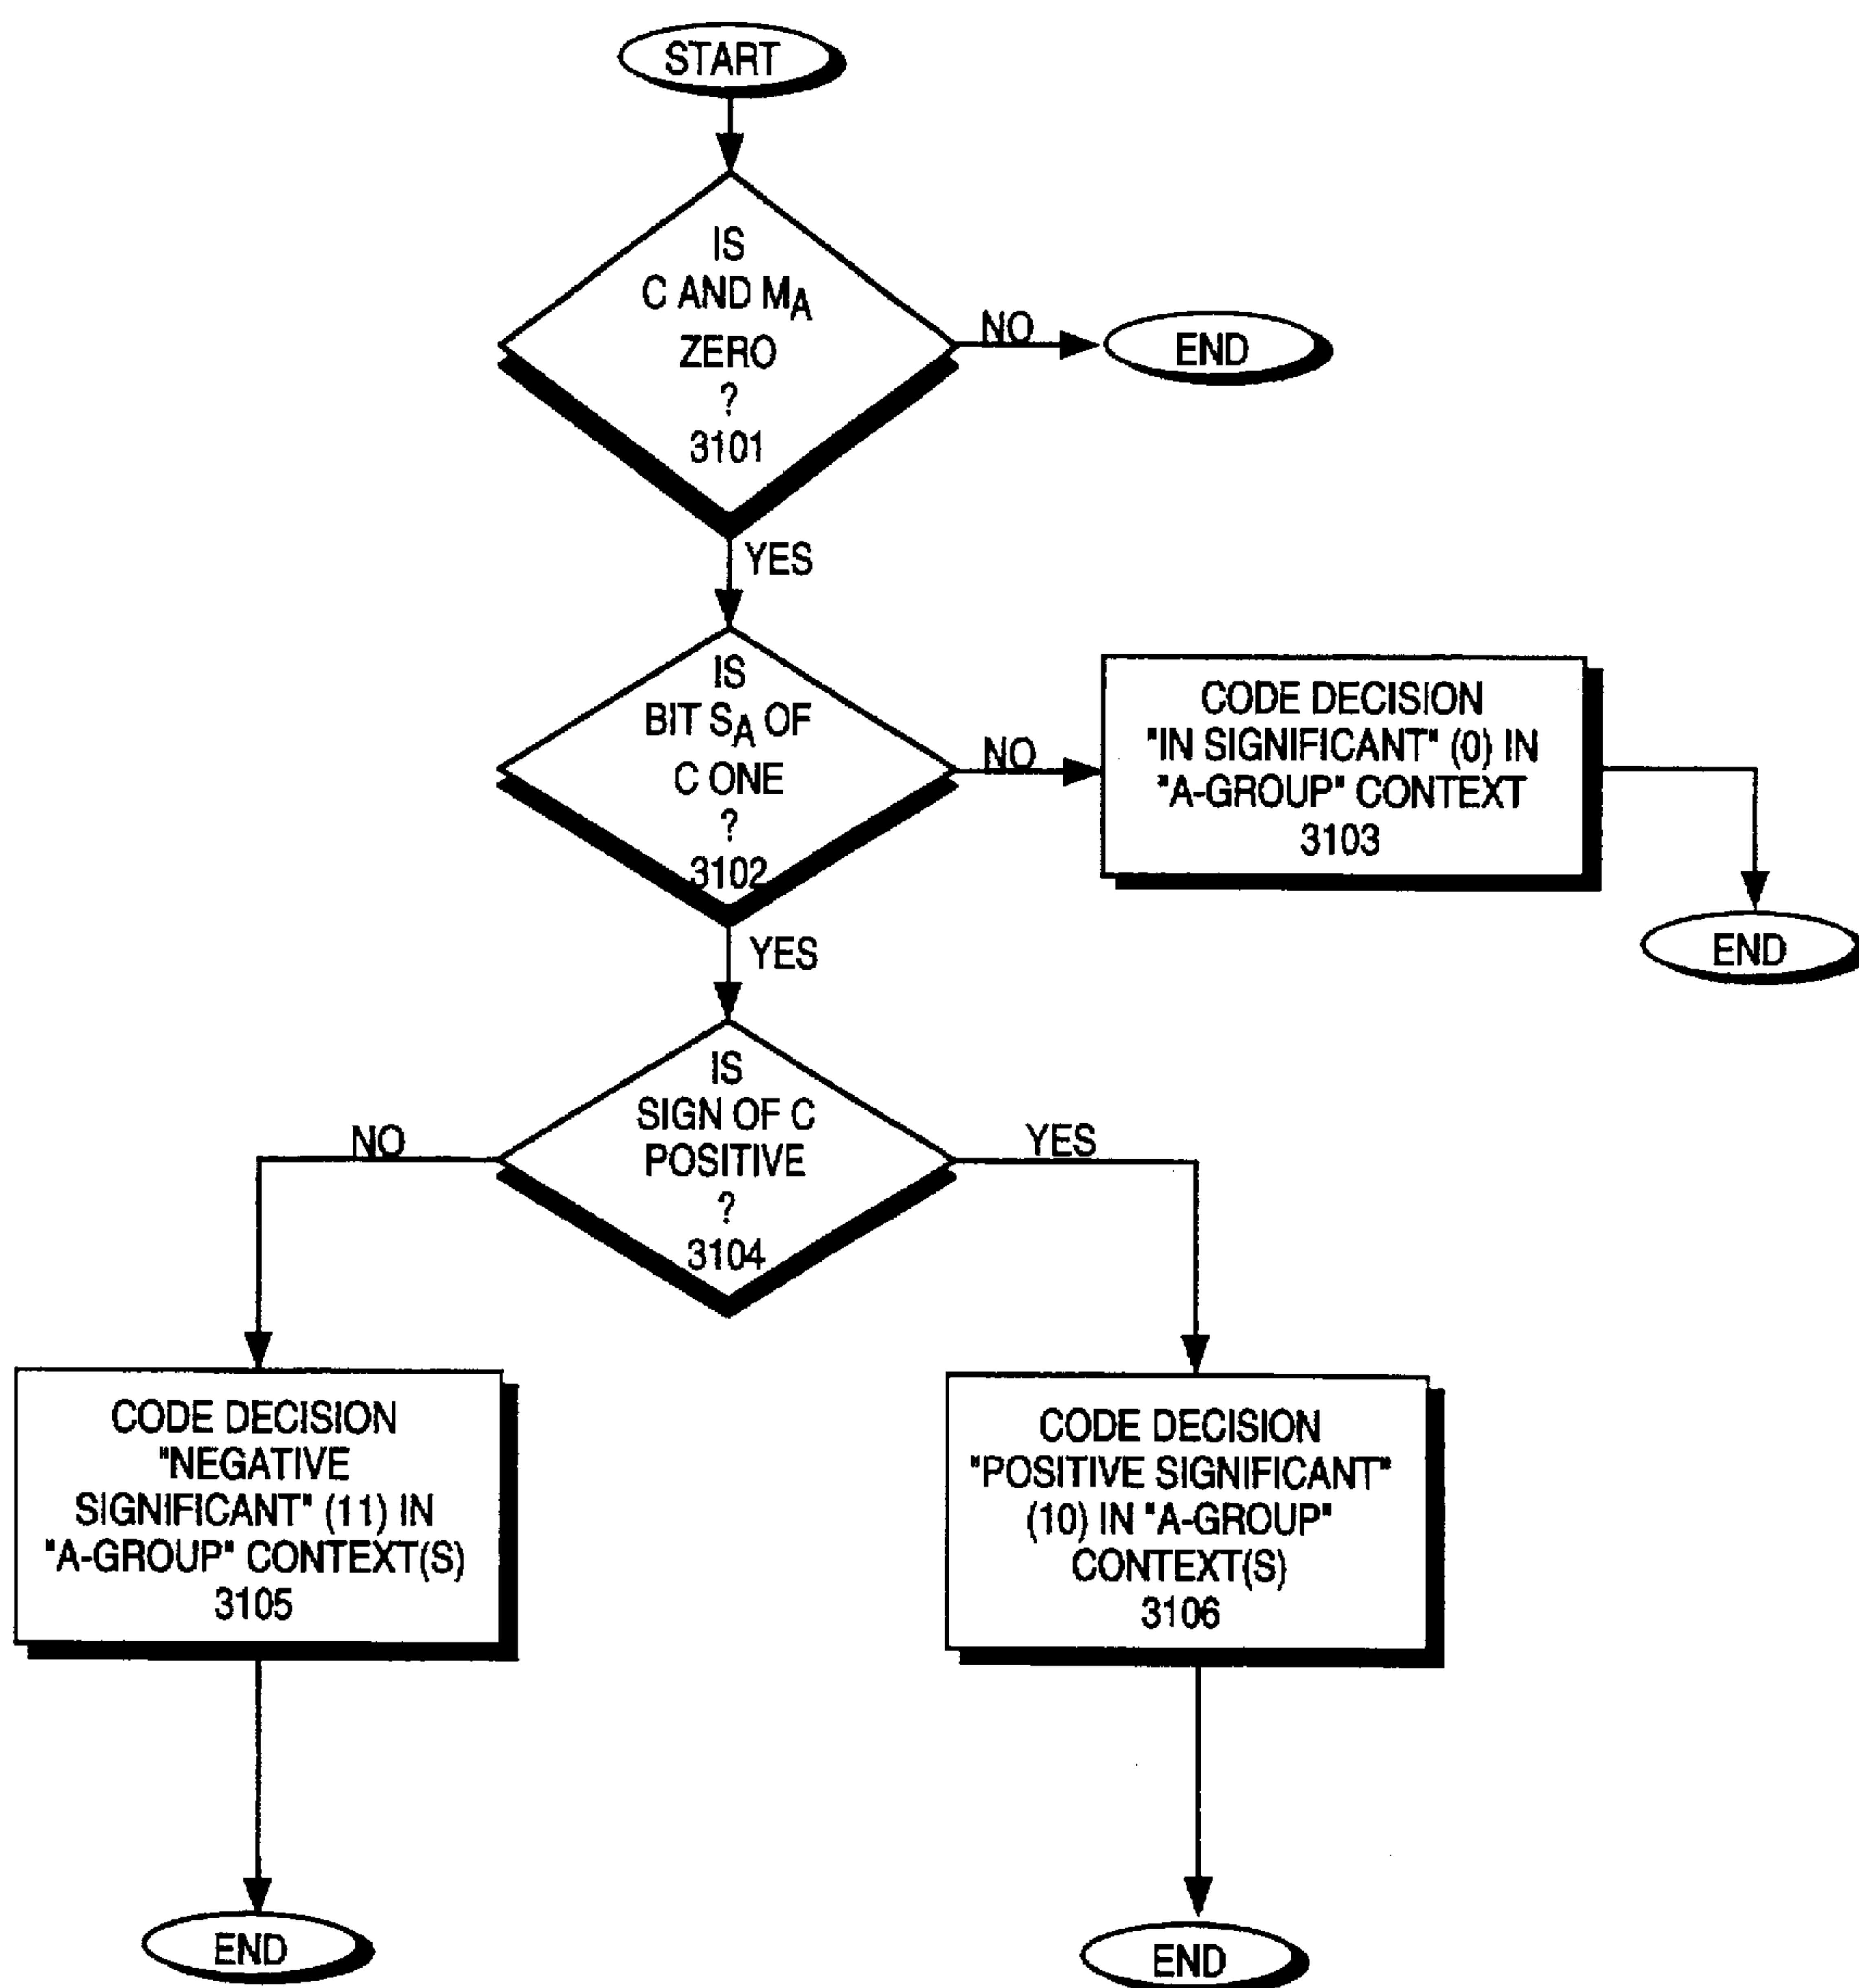 START
IS
C AND MA
ZERO
?
3101
NO
END
YES
IS
BIT SA OF
C ONE
?
3102
NO
CODE DECISION
"IN SIGNIFICANT" (0) IN
"A-GROUP" CONTEXT
3103
END
YES
IS
SIGN OF C
POSITIVE
?
3104
NO
YES
CODE DECISION
"NEGATIVE
SIGNIFICANT" (11) IN
"A-GROUP" CONTEXT(S)
3105
CODE DECISION
"POSITIVE SIGNIFICANT"
(10) IN "A-GROUP"
CONTEXT(S)
3106
END
END